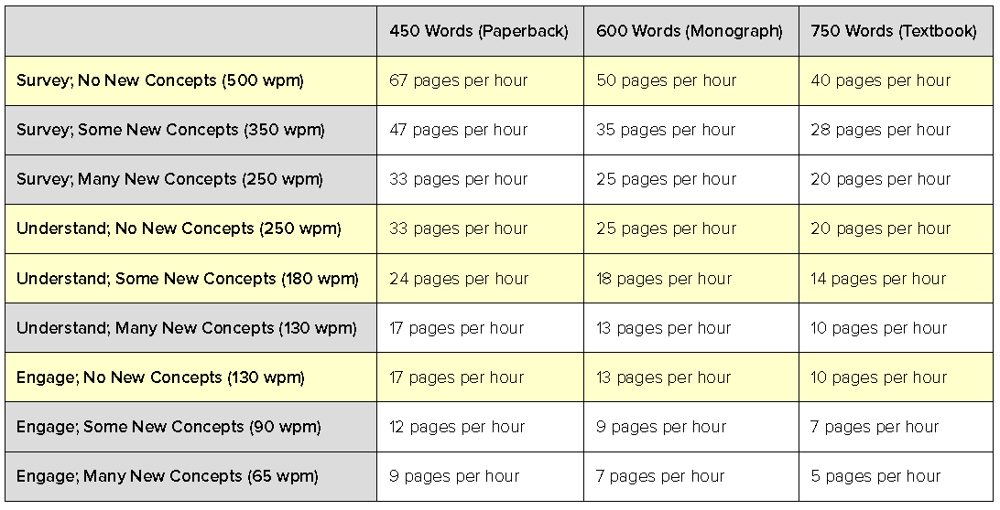 450 Words (Paperback) 600 Words (Monograph) 750 Words (Textbook)
Survey; No New Concepts (500 wpm) 67 pages per hour 50 pages per hour 40 pages per hour
Survey; Some New Concepts (350 wpm) 47 pages per hour 35 pages per hour 28 pages per hour
Survey; Many New Concepts (250 wpm) 33 pages per hour 25 pages per hour 20 pages per hour
Understand; No New Concepts (250 wpm) 33 pages per hour 25 pages per hour 20 pages per hour
Understand; Some New Concepts (180 wpm) 24 pages per hour 18 pages per hour 14 pages per hour
Understand; Many New Concepts (130 wpm) 17 pages per hour 13 pages per hour 10 pages per hour
Engage; No New Concepts (130 wpm) 17 pages per hour 13 pages per hour 10 pages per hour
Engage; Some New Concepts (90 wpm) 12 pages per hour 9 pages per hour 7 pages per hour
Engage; Many New Concepts (65 wpm) 9 pages per hour 7 pages per hour 5 pages per hour